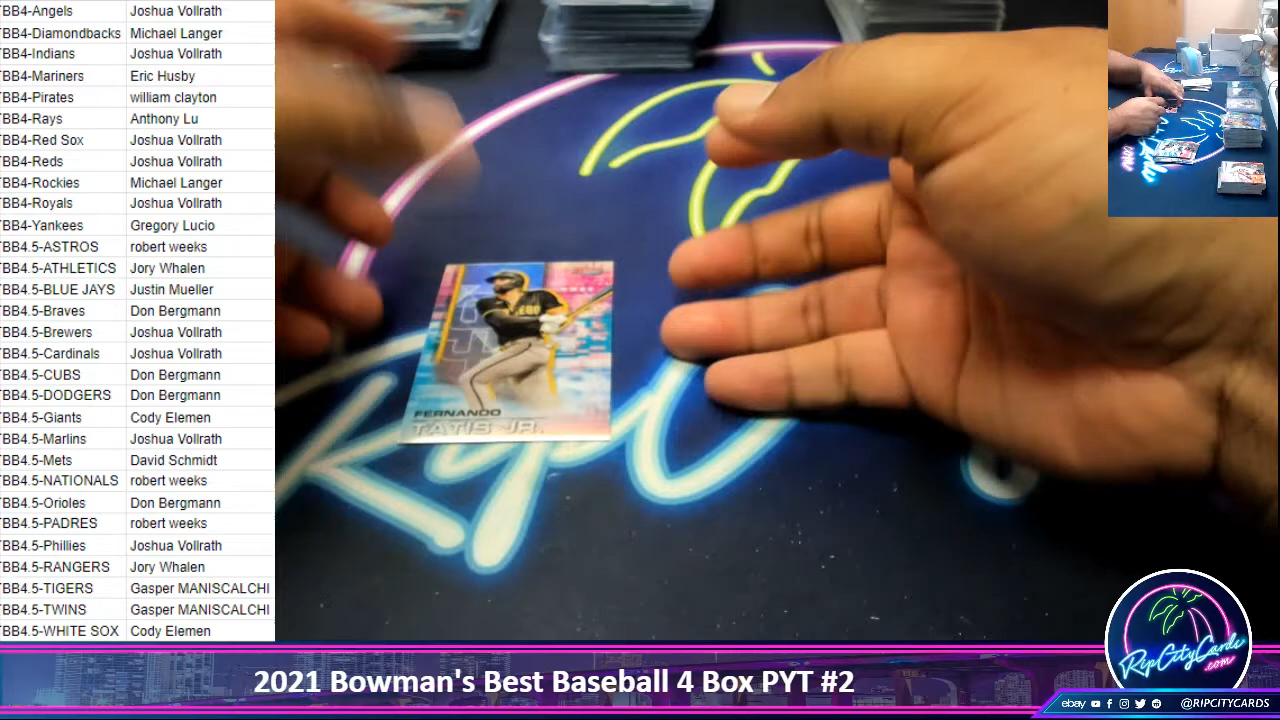 TBB4-Angels Joshua Vollrath
TBB4-Diamondbacks Michael Langer
TBB4-Indians Joshua Vollrath
TBB4-Mariners Eric Husby
TBB4-Pirates william clayton
TBB4-Rays Anthony Lu
TBB4-Red Sox Joshua Vollrath
TBB4-Reds Joshua Vollrath
TBB4-Rockies Michael Langer
TBB4-Royals Joshua Vollrath
TBB4-Yankees Gregory Lucio
TBB4.5-ASTROS robert weeks
TBB4.5-ATHLETICS Jory Whalen
TBB4.5-BLUE JAYS Justin Mueller
TBB4.5-Braves Don Bergmann
TBB4.5-Brewers Joshua Vollrath
TBB4.5-Cardinals Joshua Vollrath
TBB4.5-CUBS Don Bergmann
TBB4.5-DODGERS Don Bergmann
TBB4.5-Giants Cody Elemen
TBB4.5-Marlins Joshua Vollrath
TBB4.5-Mets David Schmidt
TBB4.5-NATIONALS robert weeks
TBB4.5-Orioles Don Bergmann
TBB4.5-PADRES robert weeks
TBB4.5-Phillies Joshua Vollrath
TBB4.5-RANGERS Jory Whalen
TBB4.5-TIGERS Gasper MANISCALCHI
TBB4.5-TWINS Gasper MANISCALCHI
TBB4.5-WHITE SOX Cody Elemen
FERNANDO
TATIS JR.
Rip C
2021 Bowman's Best Baseball 4 Box PYT #2
RipCityCards
.com
ebay @RIPCITYCARDS